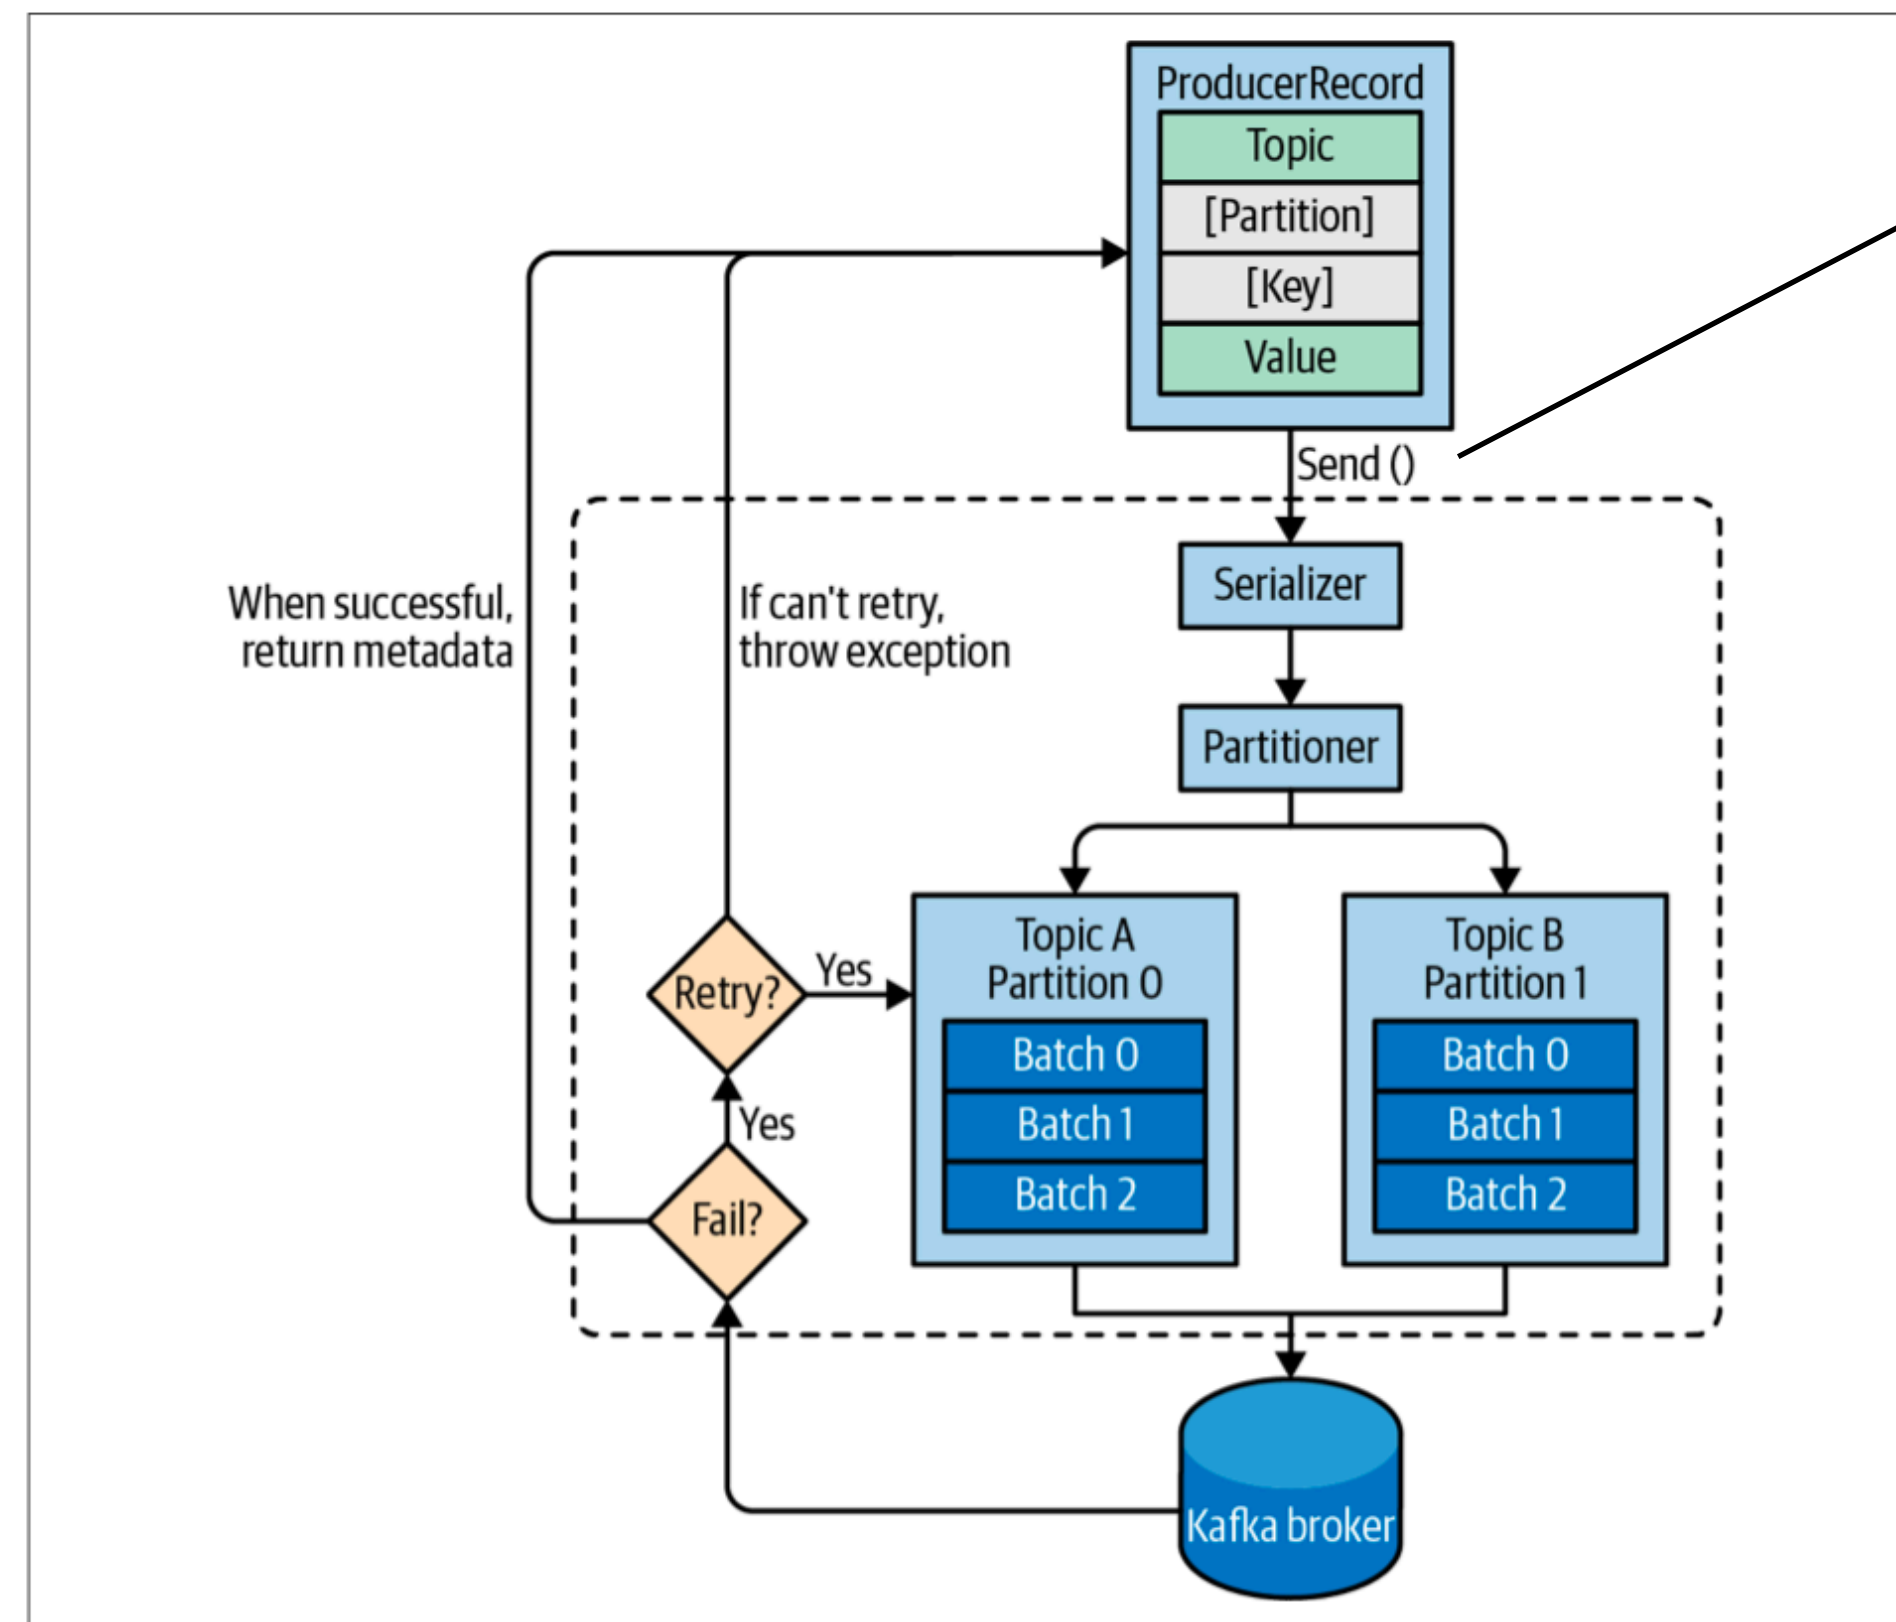 ProducerRecord
Topic
[Partition]
[Key]
Value
Send ()
Serializer
When successful,
return metadata
If can't retry,
throw exception
Partitioner
Topic A
Partition 0
Batch 0
Batch 1
Batch 2
Topic B
Partition 1
Batch 0
Batch 1
Batch 2
Retry?
Yes
Yes
Fail?
Kafka broker